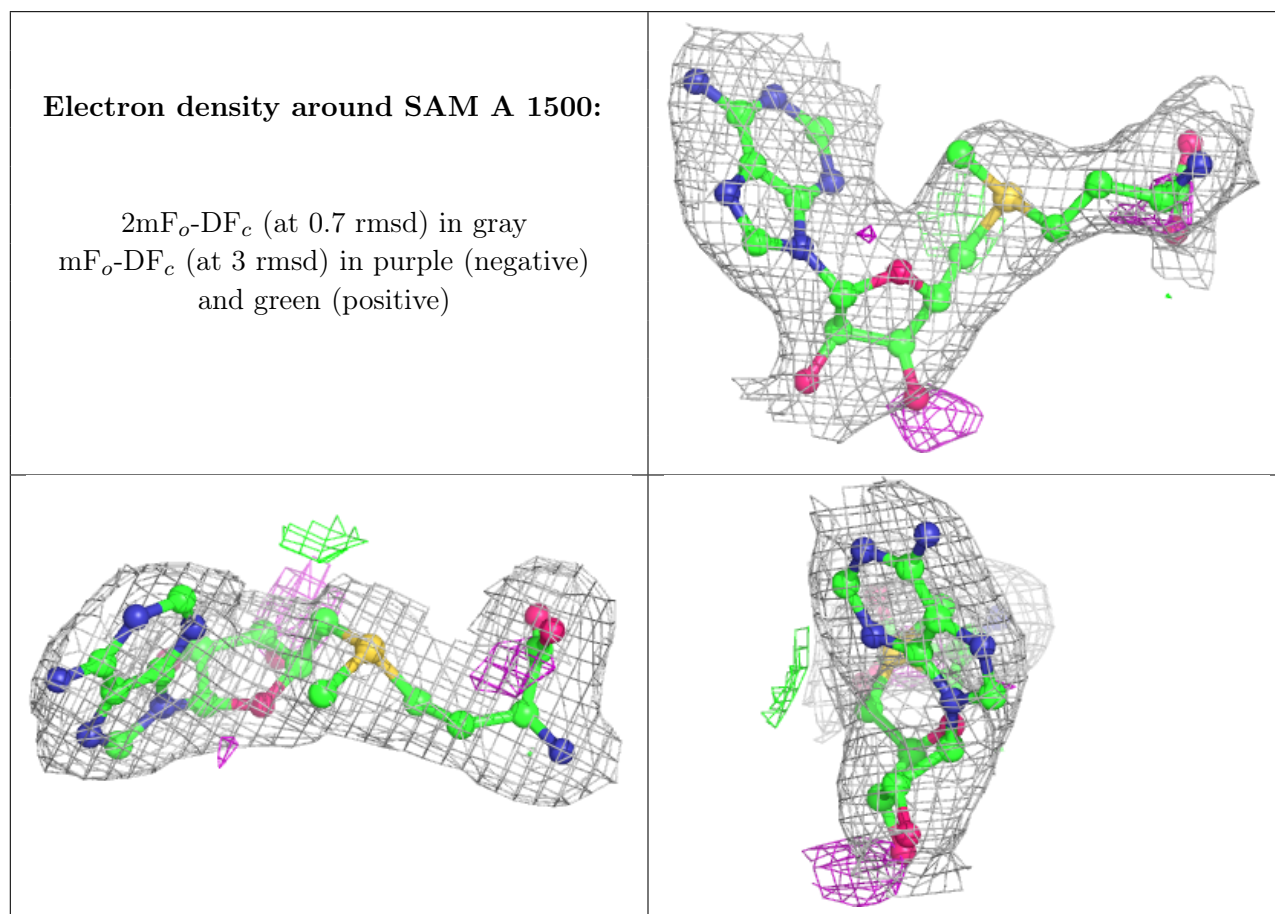 Electron density around SAM A 1500:
2mFo-DFc (at 0.7 rmsd) in gray
mFo-DFc (at 3 rmsd) in purple (negative)
and green (positive)